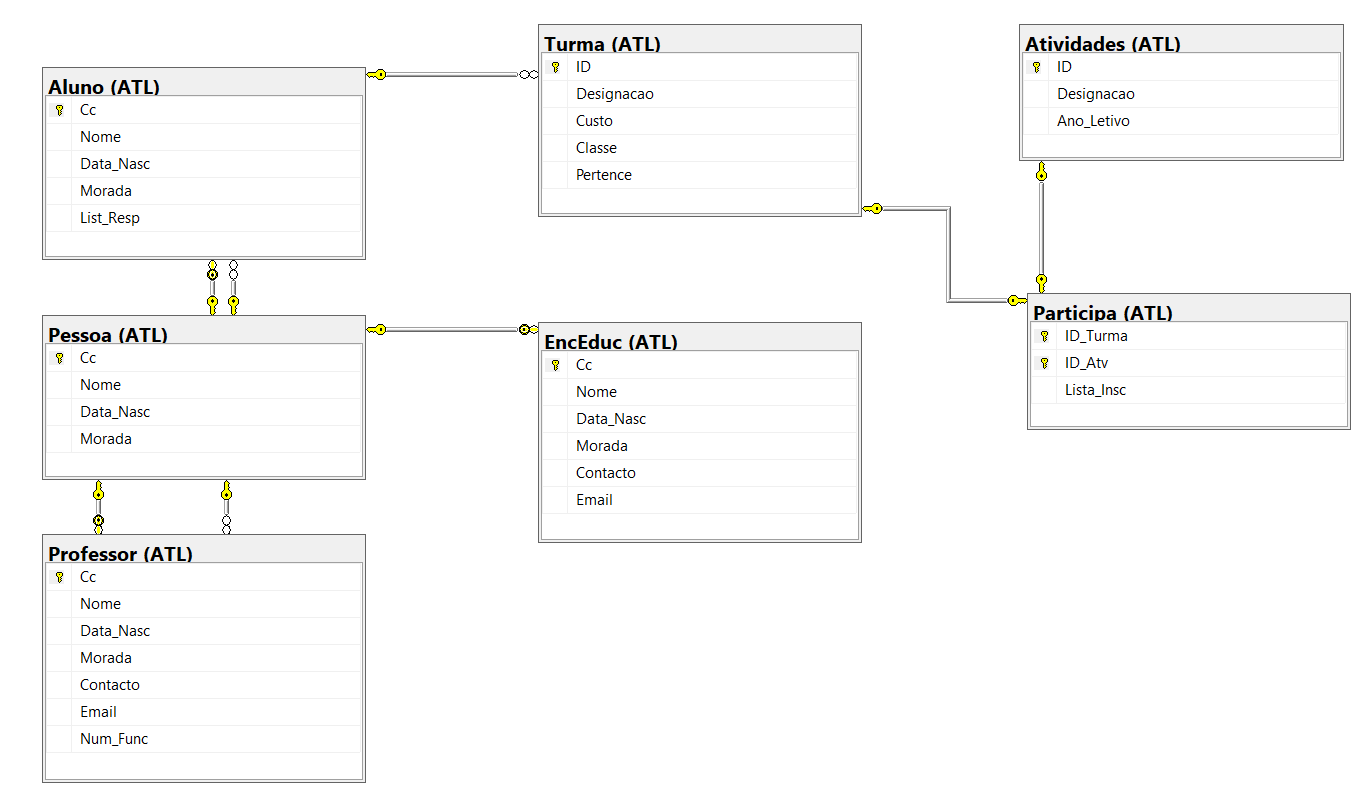 Aluno (ATL)
Cc
Nome
Data_Nasc
Morada
List_Resp
Turma (ATL)
ID
Designacao
Custo
Classe
Pertence
Atividades (ATL)
ID
Designacao
Ano_Letivo
Pessoa (ATL)
Cc
Nome
Data_Nasc
Morada
EncEduc (ATL)
Cc
Nome
Data_Nasc
Morada
Contacto
Email
Participa (ATL)
ID_Turma
ID_Atv
Lista_Insc
Professor (ATL)
Cc
Nome
Data_Nasc
Morada
Contacto
Email
Num_Func